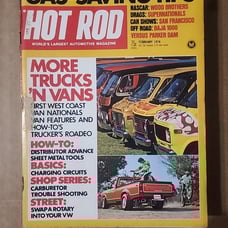 HOT ROD
WORLD'S LARGEST AUTOMOTIVE MAGAZINE
NASCAR: WOOD BROTHERS
DRAGS: SUPERNATIONALS
CAR SHOWS: SAN FRANCISCO
OFF ROAD: BAJA 1000
VERSUS PARKER DAM
FEBRUARY 1974
MORE
TRUCKS
'N VANS
FIRST WEST COAST
VAN NATIONALS
VAN FEATURES AND
HOW-TO'S
TRUCKER'S ROADEO
HOW-TO:
DISTRIBUTOR ADVANCE
SHEET METAL TOOLS
BASICS:
CHARGING CIRCUITS
SHOP SERIES:
CARBURETOR
TROUBLE SHOOTING
STREET:
SWAP A ROTARY
INTO YOUR VW